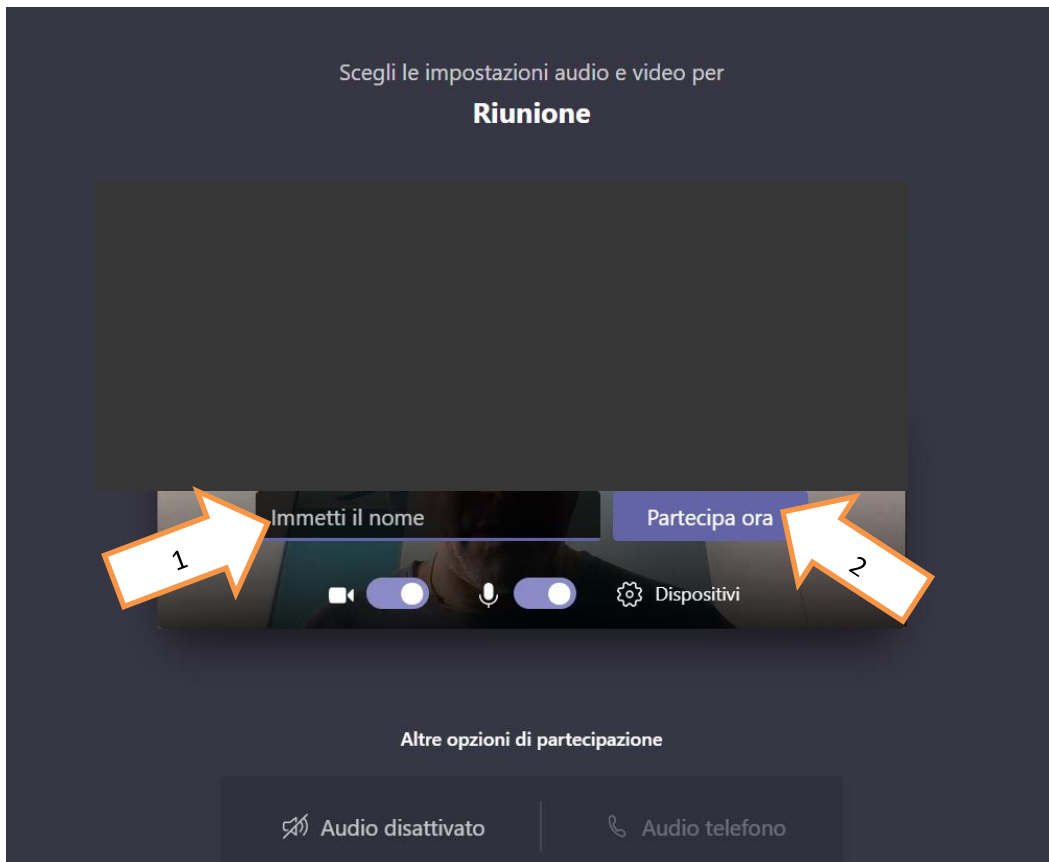 Scegli le impostazioni audio e video per
Riunione
Immetti il nome
Partecipa ora
1
2
Dispositivi
Altre opzioni di partecipazione
Audio disattivato
Audio telefono